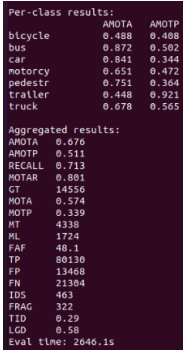 Per-class results:
AMOTA AMOTP
bicycle 0.488 0.408
bus 0.872 0.502
car 0.841 0.344
motorcy 0.651 0.472
pedestr 0.751 0.364
trailer 0.448 0.921
truck 0.678 0.565
Aggregated results:
AMOTA 0.676
AMOTP 0.511
RECALL 0.713
MOTAR 0.801
GT 14556
MOTA 0.574
MOTP 0.339
MT 4338
ML 1724
FAF 48.1
TP 80130
FP 13468
FN 21304
IDS 463
FRAG 322
TID 0.29
LGD 0.58
Eval time: 2646.1s